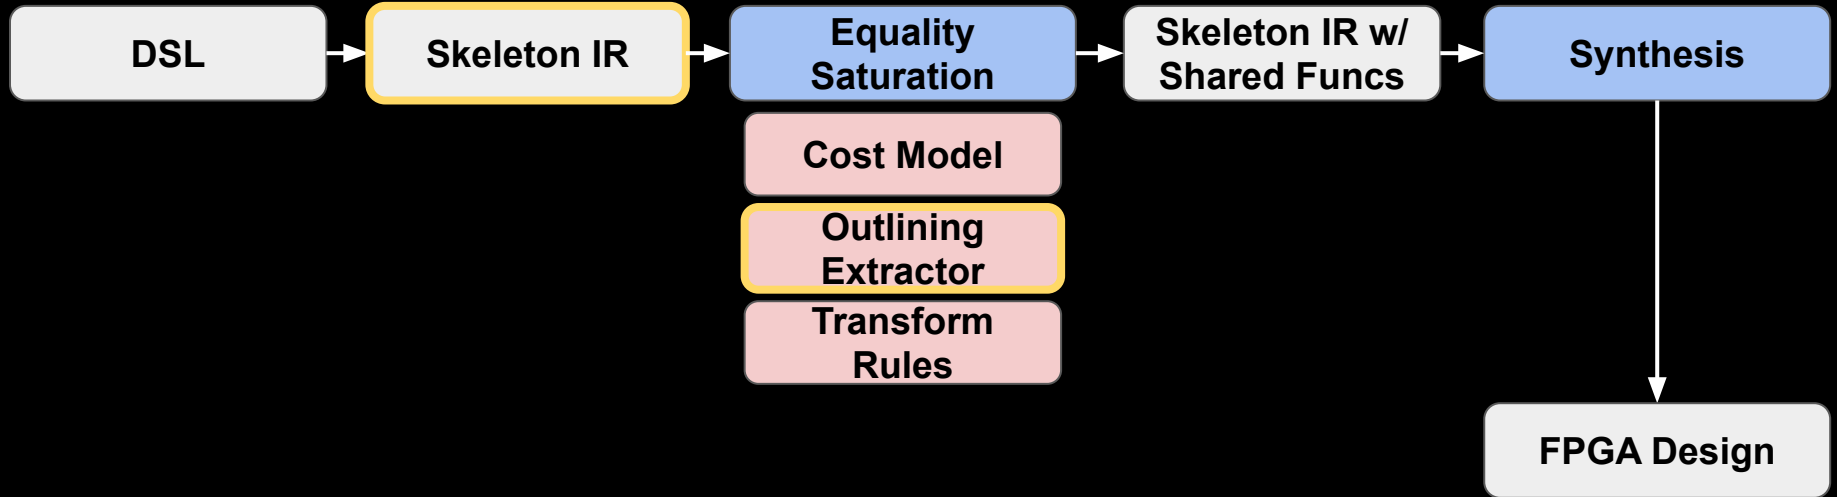 DSL
Skeleton IR
Equality
Saturation
Skeleton IR w/
Shared Funcs
Synthesis
Cost Model
Outlining
Extractor
Transform
Rules
FPGA Design